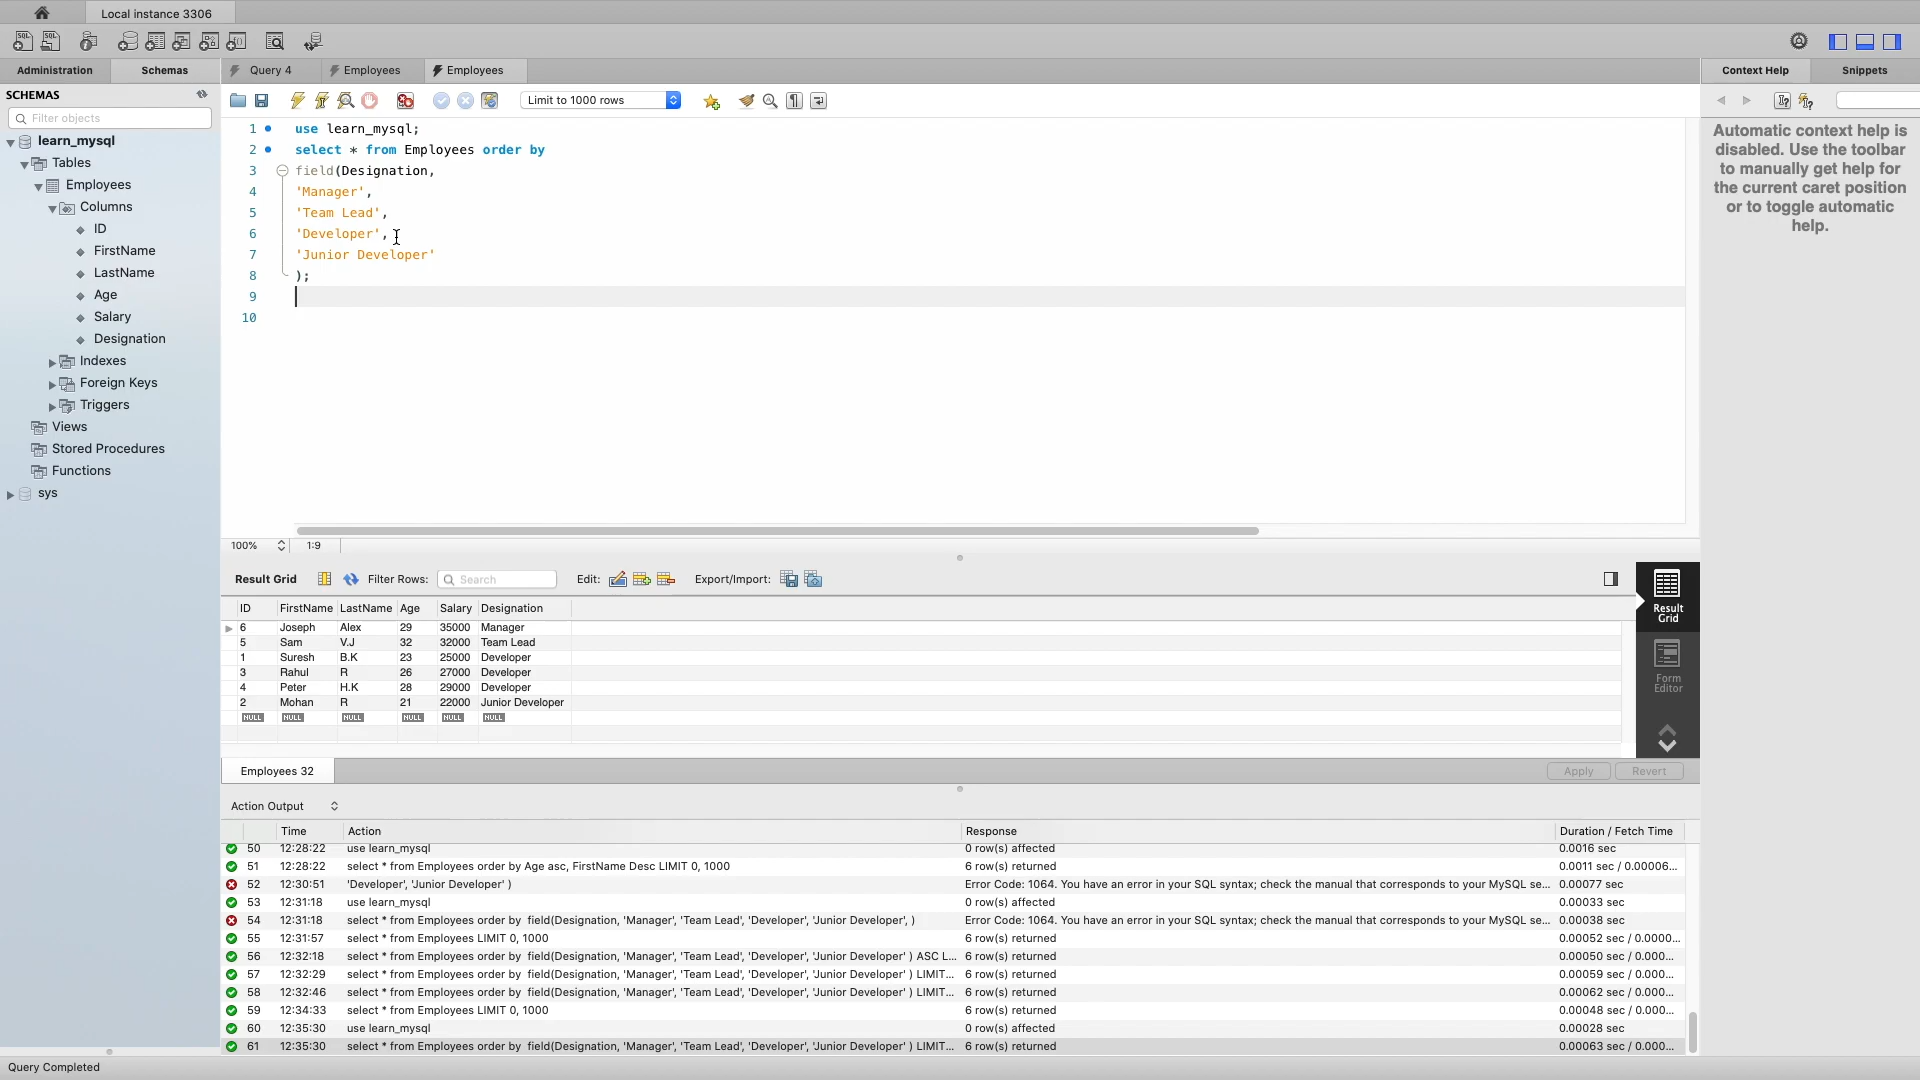 Local instance 3306
Administration
Schemas
Query 4
Employees
Employees
Context Help
Snippets
SCHEMAS
Filter objects
learn_mysql
Tables
Employees
Columns
ID
FirstName
LastName
Age
Salary
Designation
Indexes
Foreign Keys
Triggers
Views
Stored Procedures
Functions
sys
Limit to 1000 rows
1 use learn_mysql;
2 select * from Employees order by
3 field(Designation,
4 'Manager',
5 'Team Lead',
6 'Developer',
7 'Junior Developer'
8 );
9
10
Automatic context help is
disabled. Use the toolbar
to manually get help for
the current caret position
or to toggle automatic
help.
100% 1:9
Result Grid Filter Rows: Search Edit: Export/Import:
ID FirstName LastName Age Salary Designation
6 Joseph Alex 29 35000 Manager
5 Sam V.J 32 32000 Team Lead
1 Suresh B.K 23 25000 Developer
3 Rahul R 26 27000 Developer
4 Peter H.K 28 29000 Developer
2 Mohan R 21 22000 Junior Developer
NULL NULL NULL NULL NULL NULL
Result
Grid
Form
Editor
Employees 32
Apply Revert
Action Output
Time Action Response Duration / Fetch Time
50 12:28:22 use learn_mysql 0 row(s) affected 0.0016 sec
51 12:28:22 select * from Employees order by Age asc, FirstName Desc LIMIT 0, 1000 6 row(s) returned 0.0011 sec / 0.00006...
52 12:30:51 'Developer', 'Junior Developer' ) Error Code: 1064. You have an error in your SQL syntax; check the manual that corresponds to your MySQL se... 0.00077 sec
53 12:31:18 use learn_mysql 0 row(s) affected 0.00033 sec
54 12:31:18 select * from Employees order by field(Designation, 'Manager', 'Team Lead', 'Developer', 'Junior Developer', ) Error Code: 1064. You have an error in your SQL syntax; check the manual that corresponds to your MySQL se... 0.00038 sec
55 12:31:57 select * from Employees LIMIT 0, 1000 6 row(s) returned 0.00052 sec / 0.0000...
56 12:32:18 select * from Employees order by field(Designation, 'Manager', 'Team Lead', 'Developer', 'Junior Developer' ) ASC L... 6 row(s) returned 0.00050 sec / 0.000...
57 12:32:29 select * from Employees order by field(Designation, 'Manager', 'Team Lead', 'Developer', 'Junior Developer' ) LIMIT... 6 row(s) returned 0.00059 sec / 0.000...
58 12:32:46 select * from Employees order by field(Designation, 'Manager', 'Team Lead', 'Developer', 'Junior Developer' ) LIMIT... 6 row(s) returned 0.00062 sec / 0.000...
59 12:34:33 select * from Employees LIMIT 0, 1000 6 row(s) returned 0.00048 sec / 0.0000...
60 12:35:30 use learn_mysql 0 row(s) affected 0.00028 sec
61 12:35:30 select * from Employees order by field(Designation, 'Manager', 'Team Lead', 'Developer', 'Junior Developer' ) LIMIT... 6 row(s) returned 0.00063 sec / 0.000...
Query Completed